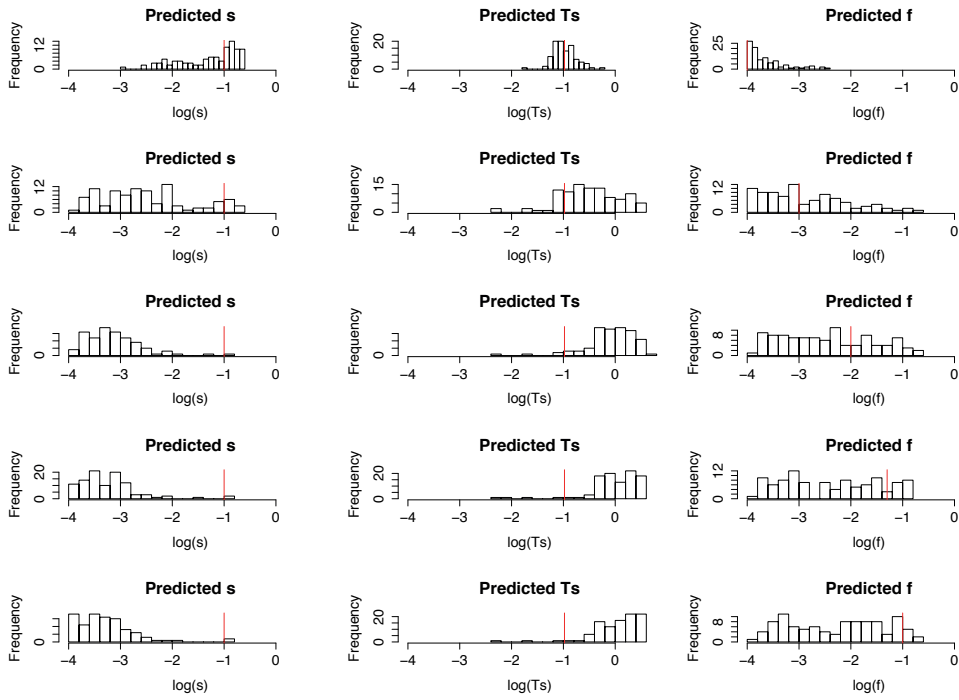 Predicted s Predicted Ts Predicted f
Frequency 0 12 Frequency 0 20 Frequency 0 25
−4 −3 −2 −1 0 −4 −3 −2 −1 0 −4 −3 −2 −1 0
log(s) log(Ts) log(f)
Predicted s Predicted Ts Predicted f
Frequency 0 12 Frequency 0 15 Frequency 0 12
−4 −3 −2 −1 0 −4 −3 −2 −1 0 −4 −3 −2 −1 0
log(s) log(Ts) log(f)
Predicted s Predicted Ts Predicted f
Frequency 0 Frequency 0 Frequency 0 8
−4 −3 −2 −1 0 −4 −3 −2 −1 0 −4 −3 −2 −1 0
log(s) log(Ts) log(f)
Predicted s Predicted Ts Predicted f
Frequency 0 20 Frequency 0 20 Frequency 0 12
−4 −3 −2 −1 0 −4 −3 −2 −1 0 −4 −3 −2 −1 0
log(s) log(Ts) log(f)
Predicted s Predicted Ts Predicted f
Frequency 0 Frequency 0 20 Frequency 0 8
−4 −3 −2 −1 0 −4 −3 −2 −1 0 −4 −3 −2 −1 0
log(s) log(Ts) log(f)